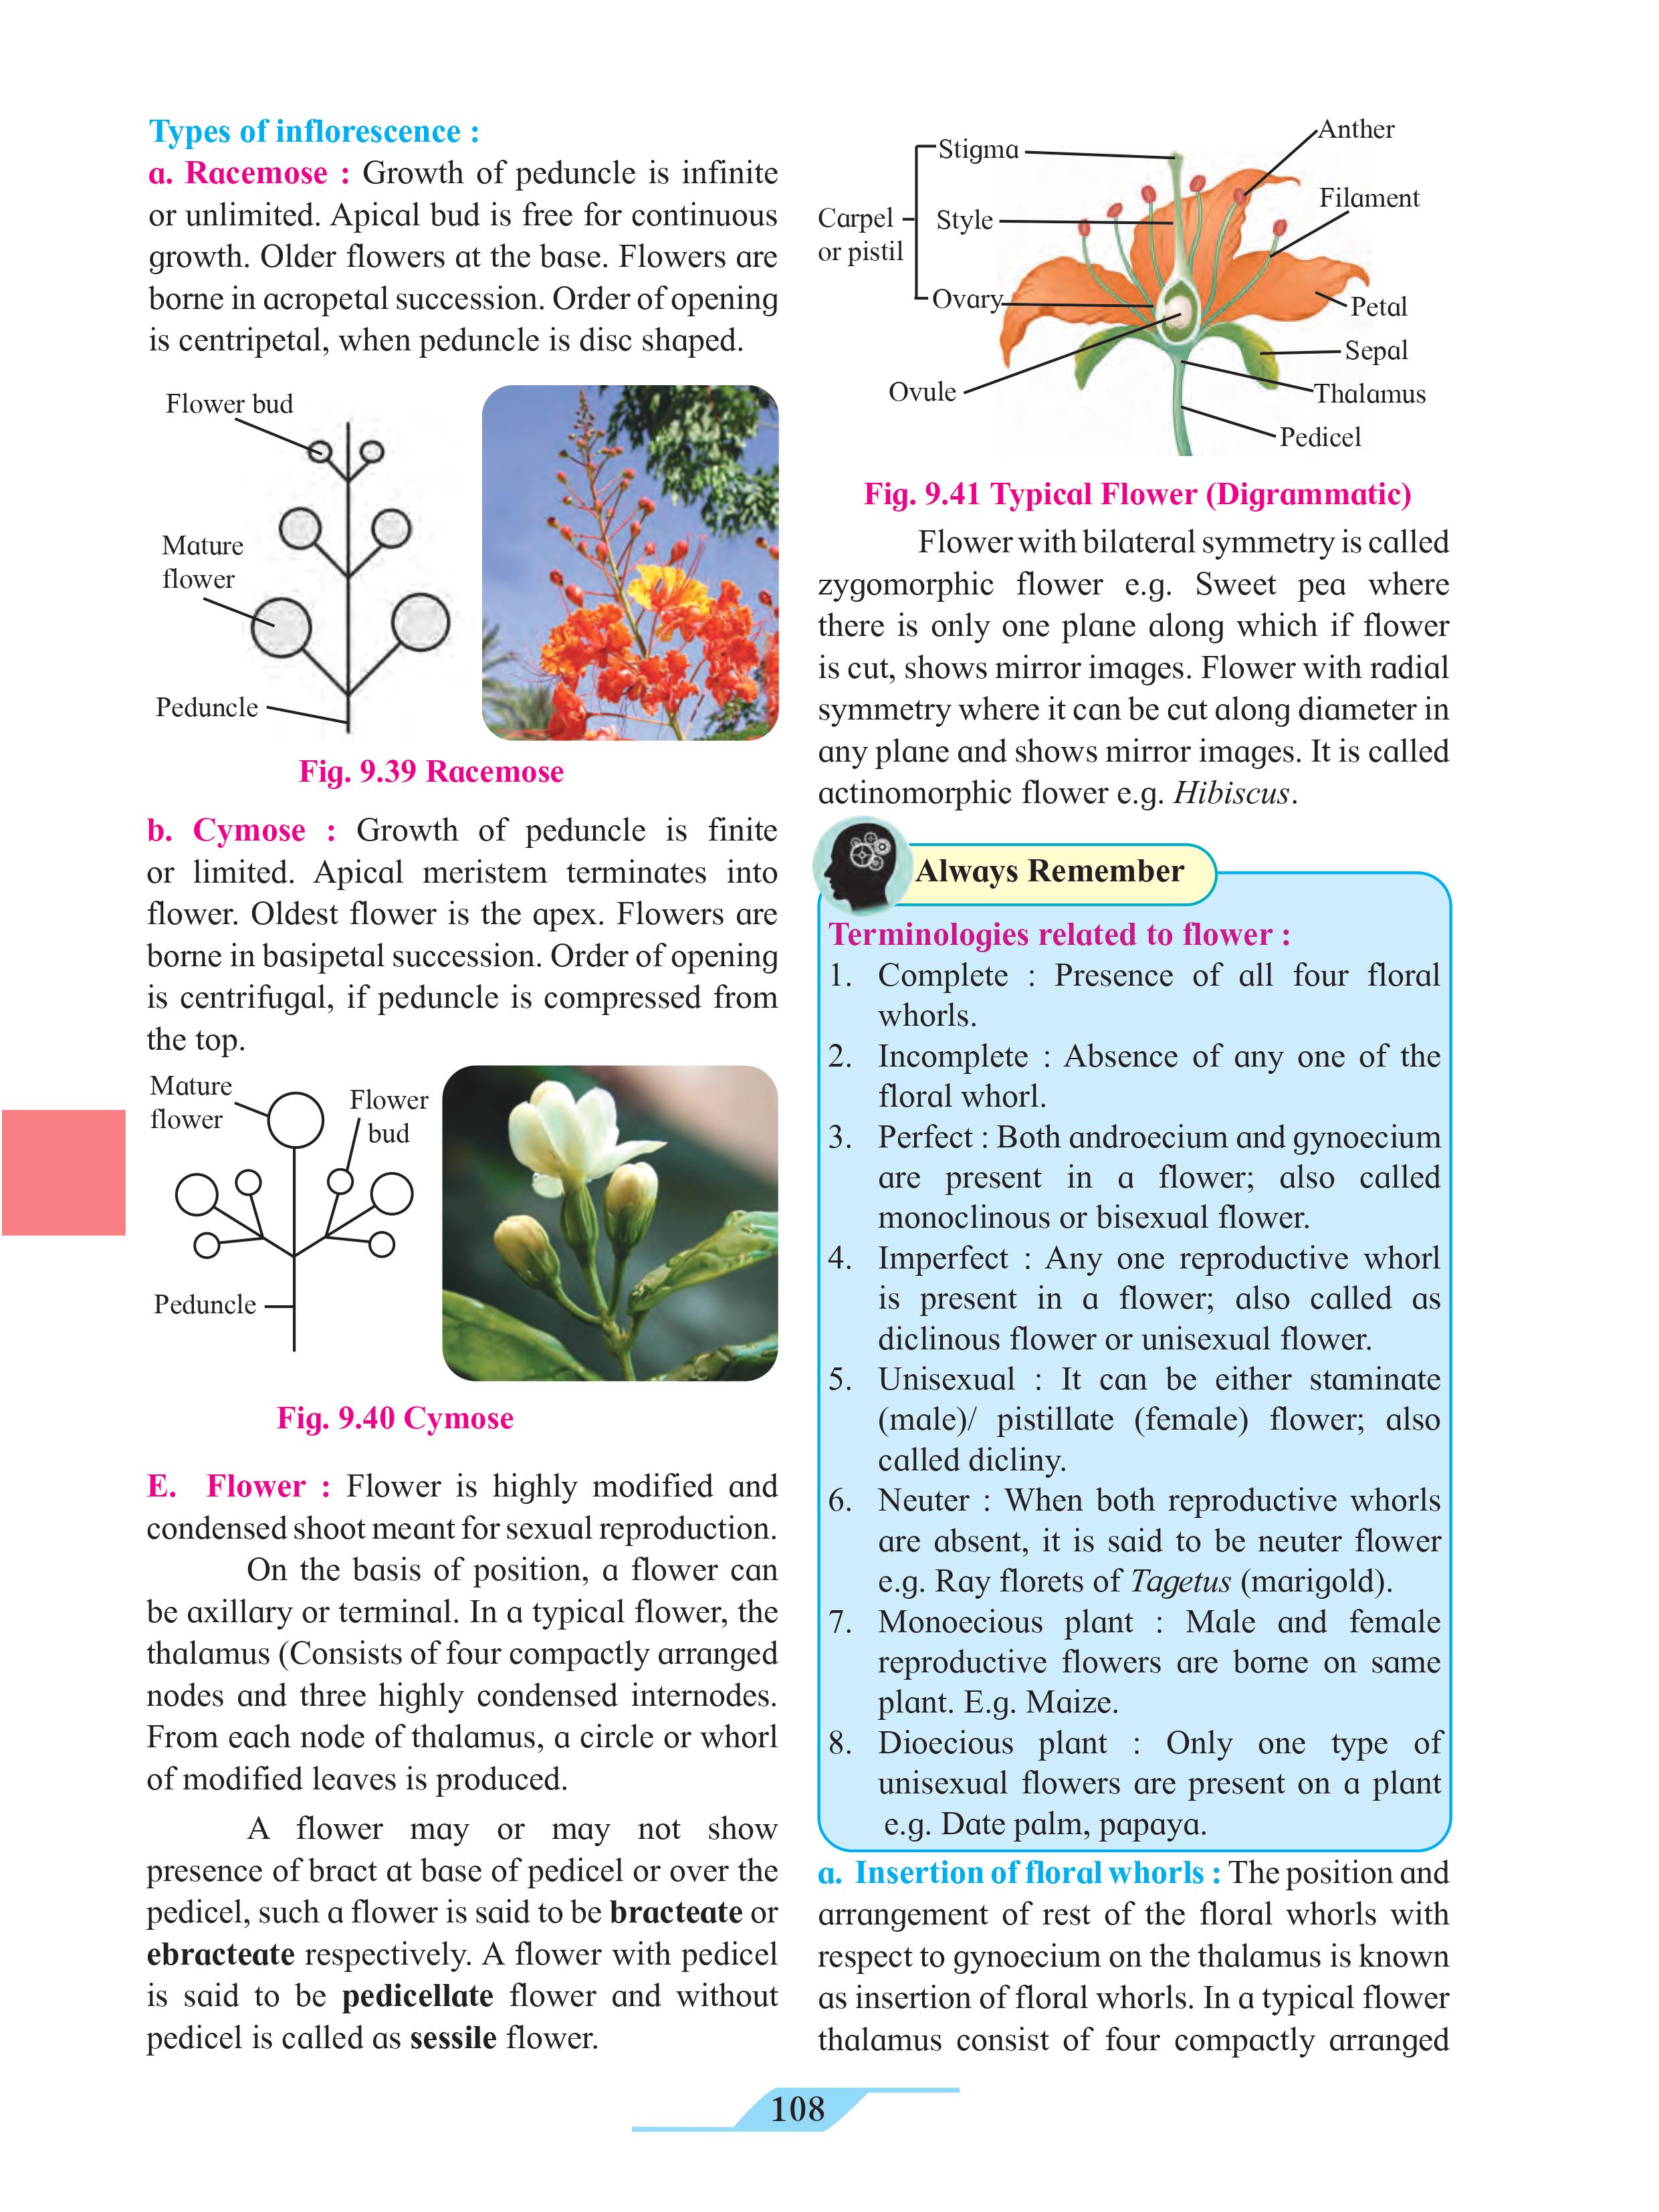 Types of inflorescence :
a. Racemose : Growth of peduncle is infinite
or unlimited. Apical bud is free for continuous
growth. Older flowers at the base. Flowers are
borne in acropetal succession. Order of opening
is centripetal, when peduncle is disc shaped.
Flower bud
Mature
flower
Peduncle
Fig. 9.39 Racemose
b. Cymose : Growth of peduncle is finite
or limited. Apical meristem terminates into
flower. Oldest flower is the apex. Flowers are
borne in basipetal succession. Order of opening
is centrifugal, if peduncle is compressed from
the top.
Mature
flower
Flower
bud
Peduncle
Fig. 9.40 Cymose
E. Flower : Flower is highly modified and
condensed shoot meant for sexual reproduction.
On the basis of position, a flower can
be axillary or terminal. In a typical flower, the
thalamus (Consists of four compactly arranged
nodes and three highly condensed internodes.
From each node of thalamus, a circle or whorl
of modified leaves is produced.
A flower may or may not show
presence of bract at base of pedicel or over the
pedicel, such a flower is said to be bracteate or
ebracteate respectively. A flower with pedicel
is said to be pedicellate flower and without
pedicel is called as sessile flower.
Carpel
or pistil
Stigma
Style
Ovary
Ovule
Anther
Filament
Petal
Sepal
Thalamus
Pedicel
Fig. 9.41 Typical Flower (Digrammatic)
Flower with bilateral symmetry is called
zygomorphic flower e.g. Sweet pea where
there is only one plane along which if flower
is cut, shows mirror images. Flower with radial
symmetry where it can be cut along diameter in
any plane and shows mirror images. It is called
actinomorphic flower e.g. Hibiscus.
Always Remember
Terminologies related to flower :
1. Complete : Presence of all four floral
whorls.
2. Incomplete : Absence of any one of the
floral whorl.
3. Perfect : Both androecium and gynoecium
are present in a flower; also called
monoclinous or bisexual flower.
4. Imperfect : Any one reproductive whorl
is present in a flower; also called as
diclinous flower or unisexual flower.
5. Unisexual : It can be either staminate
(male)/ pistillate (female) flower; also
called dicliny.
6. Neuter : When both reproductive whorls
are absent, it is said to be neuter flower
e.g. Ray florets of Tagetus (marigold).
7. Monoecious plant : Male and female
reproductive flowers are borne on same
plant. E.g. Maize.
8. Dioecious plant : Only one type of
unisexual flowers are present on a plant
e.g. Date palm, papaya.
a. Insertion of floral whorls : The position and
arrangement of rest of the floral whorls with
respect to gynoecium on the thalamus is known
as insertion of floral whorls. In a typical flower
thalamus consist of four compactly arranged
108